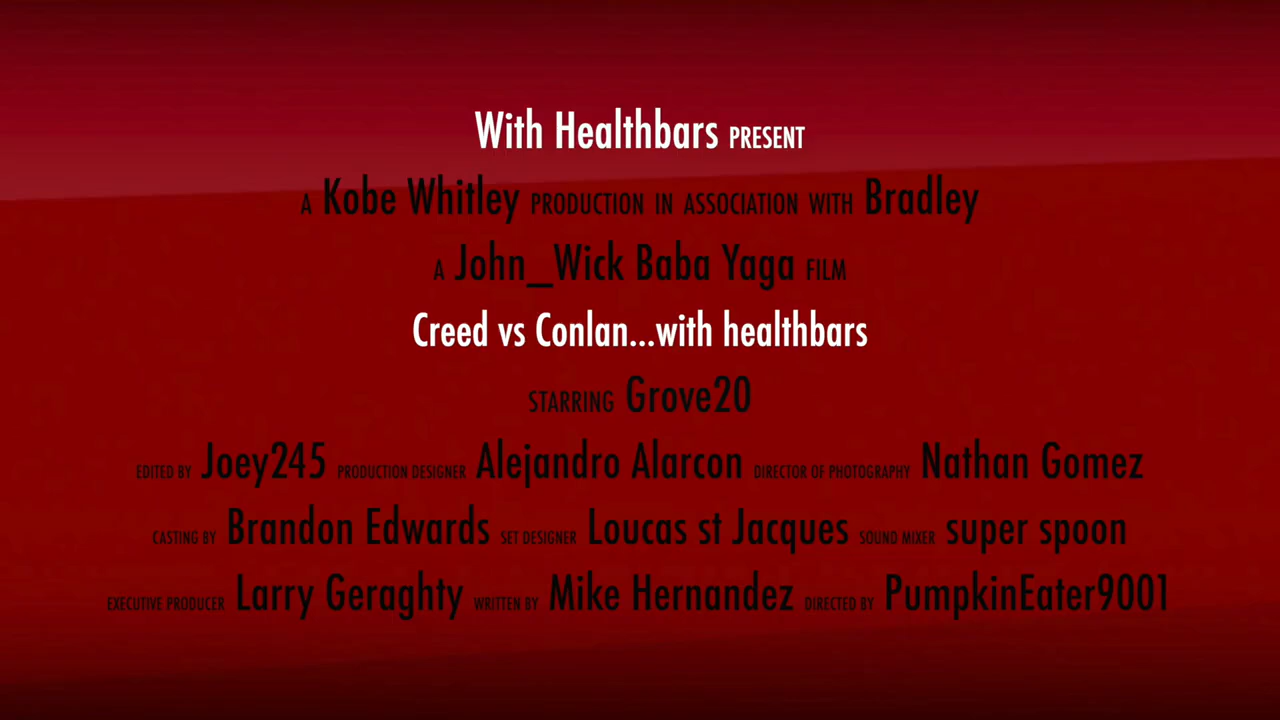 With Healthbars PRESENT
A Kobe Whitley PRODUCTION IN ASSOCIATION WITH Bradley
A John_Wick Baba Yaga FILM
Creed vs Conlan...with healthbars
STARRING Grove20
EDITED BY Joey245 PRODUCTION DESIGNER Alejandro Alarcon DIRECTOR OF PHOTOGRAPHY Nathan Gomez
CASTING BY Brandon Edwards SET DESIGNER Loucas st Jacques SOUND MIXER super spoon
EXECUTIVE PRODUCER Larry Geraghty WRITTEN BY Mike Hernandez DIRECTED BY PumpkinEater9001